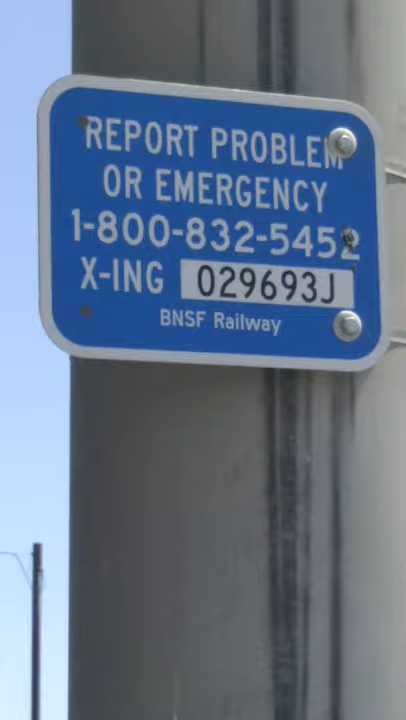 REPORT PROBLEM
OR EMERGENCY
1-800-832-5452
X-ING 029693J
BNSF Railway